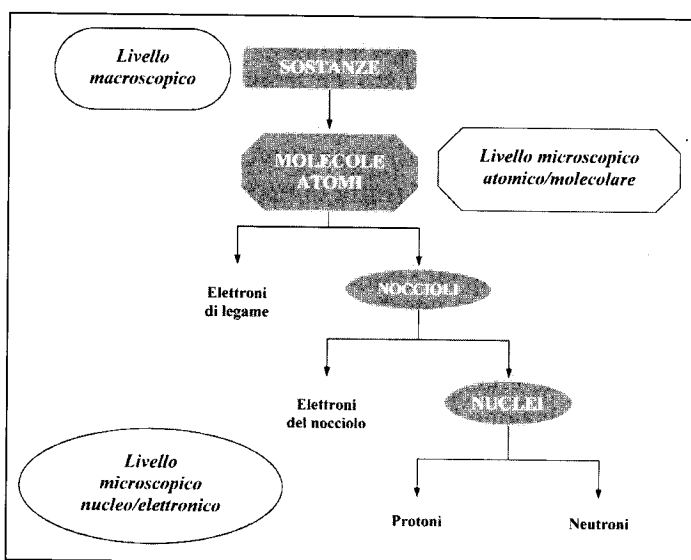 Livello
macroscopico
SOSTANZE
MOLECOLE
ATOMI
Livello microscopico
atomico/molecolare
Elettroni
di legame
NOCCIOLI
Elettroni
del nocciolo
NUCLEI
Livello
microscopico
nucleo/elettronico
Protoni
Neutroni